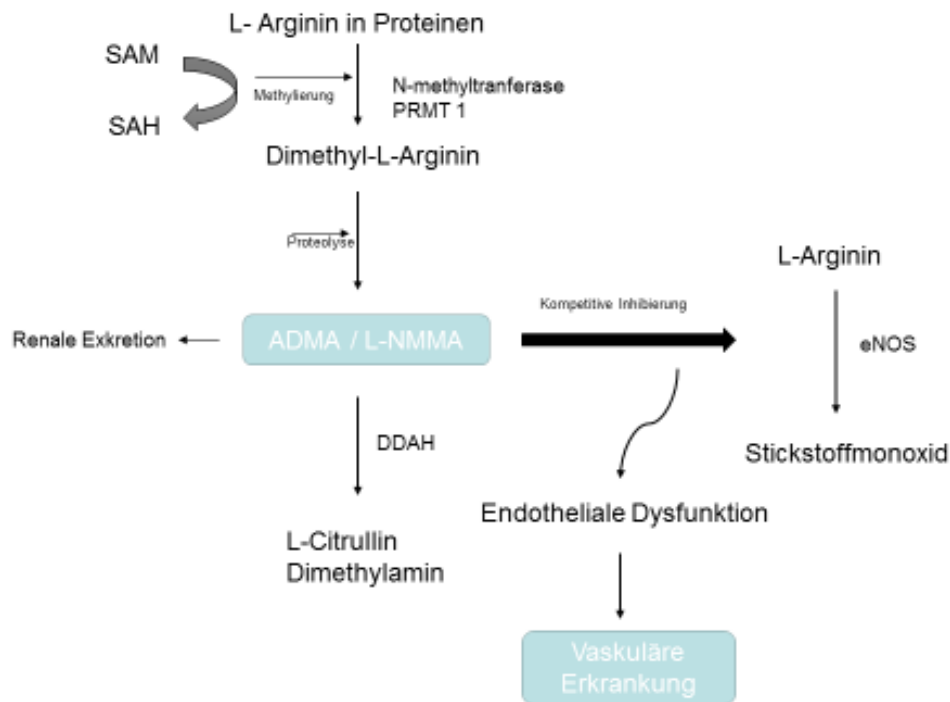 L- Arginin in Proteinen
SAM
Methylierung
N-methyltranferase
PRMT 1
SAH
Dimethyl-L-Arginin
Proteolyse
L-Arginin
Kompetitive Inhibierung
Renale Exkretion
ADMA / L-NMMA
eNOS
DDAH
Stickstoffmonoxid
Endotheliale Dysfunktion
L-Citrullin
Dimethylamin
Vaskuläre
Erkrankung